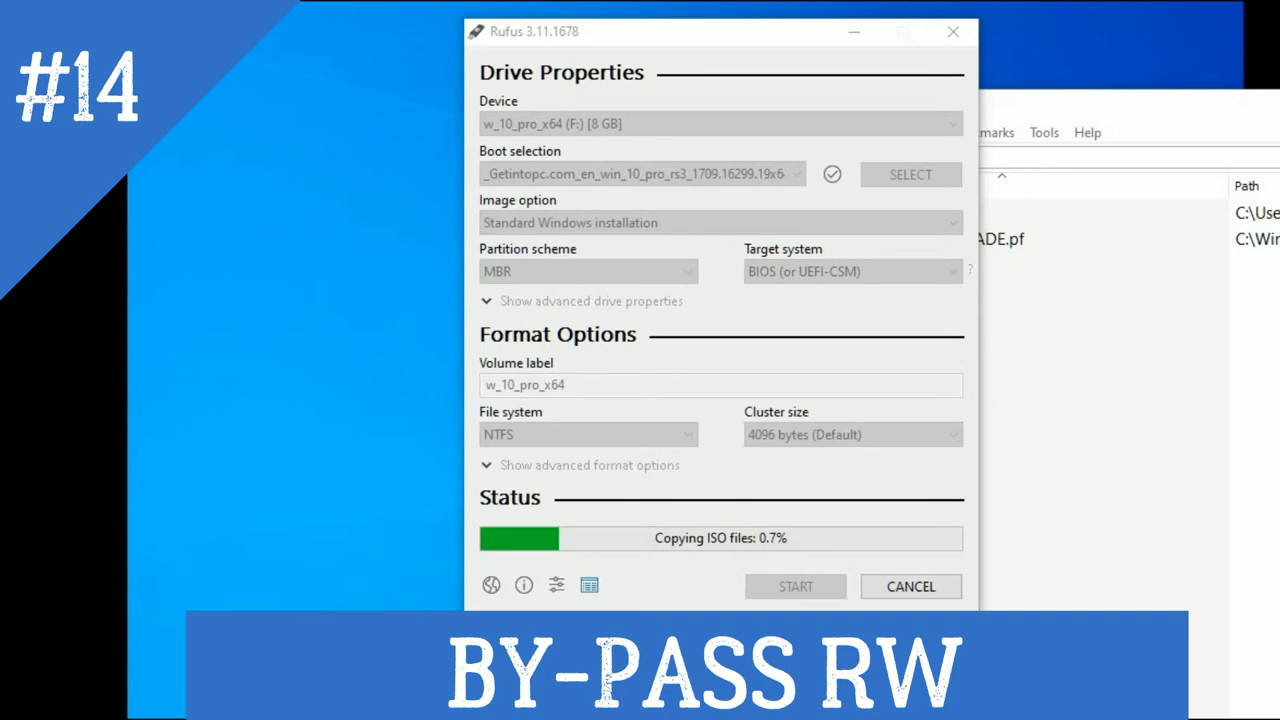 #14
Rufus 3.11.1678
Drive Properties
Device
w_10_pro_x64 (F:) [8 GB]
Boot selection
_Getintopc.com_en_win_10_pro_rs3_1709.16299.19x6
SELECT
Image option
Standard Windows installation
Partition scheme
Target system
MBR
BIOS (or UEFI-CSM)
?
Show advanced drive properties
Format Options
Volume label
w_10_pro_x64
File system
Cluster size
NTFS
4096 bytes (Default)
Show advanced format options
Status
Copying ISO files: 0.7%
START
CANCEL
marks Tools Help
Path
C:\Use
ADE.pf
C:\Win
BY-PASS RW